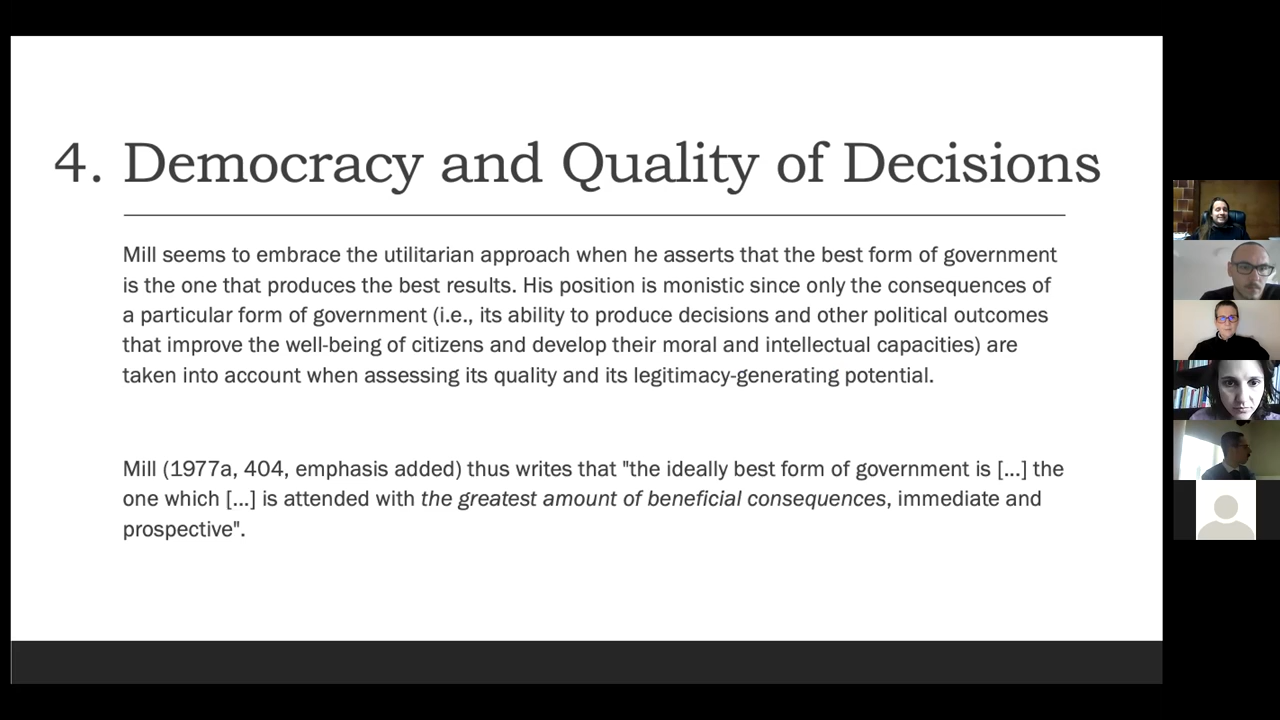 4. Democracy and Quality of Decisions
Mill seems to embrace the utilitarian approach when he asserts that the best form of government
is the one that produces the best results. His position is monistic since only the consequences of
a particular form of government (i.e., its ability to produce decisions and other political outcomes
that improve the well-being of citizens and develop their moral and intellectual capacities) are
taken into account when assessing its quality and its legitimacy-generating potential.
Mill (1977a, 404, emphasis added) thus writes that "the ideally best form of government is [...] the
one which [...] is attended with the greatest amount of beneficial consequences, immediate and
prospective".